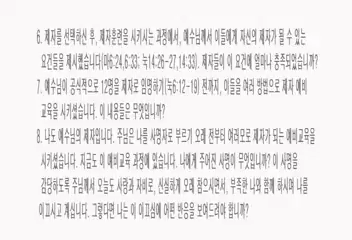 6. 제자를 선택하신 후, 제자훈련을 시키시는 과정에서, 예수님께서 이들에게 자신의 제자가 될 수 있는
요건들을 제시했습니다(마6:24,6:33; 눅14:26-27,14:33). 제자들이 이 요건에 얼마나 충족되었습니까?
7. 예수님이 공식적으로 12명을 제자로 임명하기(눅6:12-19) 전까지, 이들을 여러 방법으로 제자 예비
교육을 시키셨습니다. 이 내용들은 무엇입니까?
8. 나도 예수님의 제자입니다. 주님은 나를 사명자로 부르기 오래 전부터 여러모로 제자가 되는 예비교육을
시키셨습니다. 지금도 이 예비교육 과정에 있습니다. 나에게 주어진 사명이 무엇입니까? 이 사명을
감당하도록 주님께서 오늘도 사랑과 자비로, 신실하게 오래 참으시면서, 부족한 나와 함께 하시며 나를
이끄시고 계십니다. 그렇다면 나는 이 이끄심에 어떤 반응을 보여드려야 합니까?